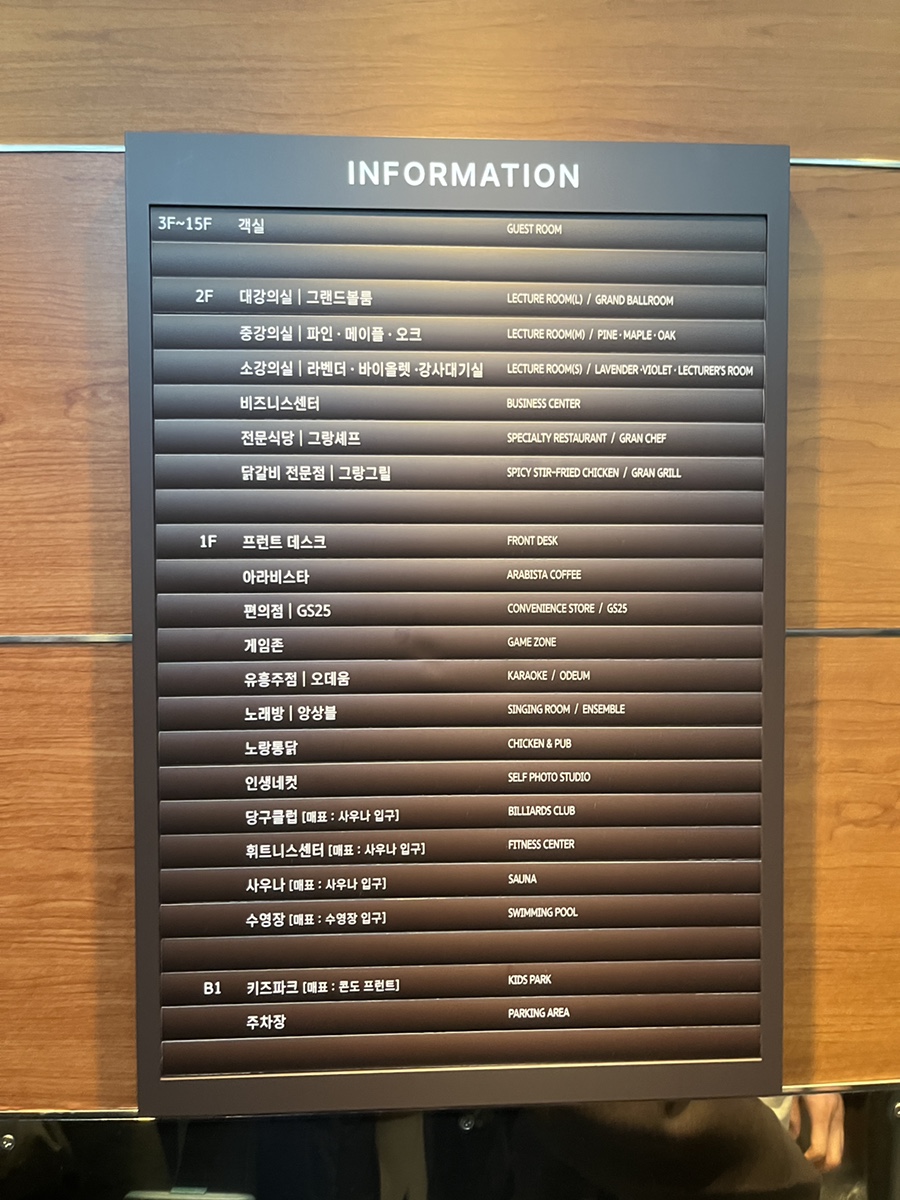 INFORMATION
3F~15F 객실 GUEST ROOM
2F 대강의실 | 그랜드볼룸 LECTURE ROOM(L) / GRAND BALLROOM
중강의실 | 파인 · 메이플 · 오크 LECTURE ROOM(M) / PINE · MAPLE · OAK
소강의실 | 라벤더 · 바이올렛 ·강사대기실 LECTURE ROOM(S) / LAVENDER ·VIOLET · LECTURER'S ROOM
비즈니스센터 BUSINESS CENTER
전문식당 | 그랑셰프 SPECIALTY RESTAURANT / GRAN CHEF
닭갈비 전문점 | 그랑그릴 SPICY STIR-FRIED CHICKEN / GRAN GRILL
1F 프런트 데스크 FRONT DESK
아라비스타 ARABISTA COFFEE
편의점 | GS25 CONVENIENCE STORE / GS25
게임존 GAME ZONE
유흥주점 | 오데움 KARAOKE / ODEUM
노래방 | 앙상블 SINGING ROOM / ENSEMBLE
노랑통닭 CHICKEN & PUB
인생네컷 SELF PHOTO STUDIO
당구클럽 [매표 : 사우나 입구] BILLIARDS CLUB
휘트니스센터 [매표 : 사우나 입구] FITNESS CENTER
사우나 [매표 : 사우나 입구] SAUNA
수영장 [매표 : 수영장 입구] SWIMMING POOL
B1 키즈파크 [매표 : 콘도 프런트] KIDS PARK
주차장 PARKING AREA